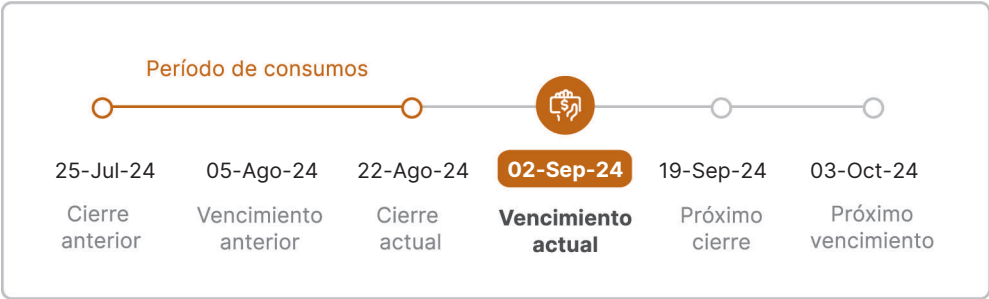 Período de consumos
$
25-Jul-24
05-Ago-24
22-Ago-24
02-Sep-24
19-Sep-24
03-Oct-24
Cierre
anterior
Vencimiento
anterior
Cierre
actual
Vencimiento
actual
Próximo
cierre
Próximo
vencimiento